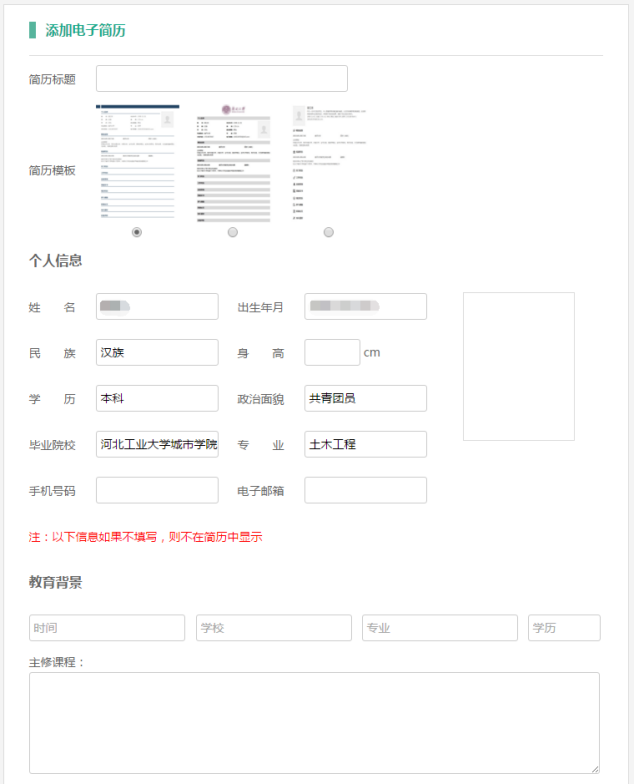 添加电子简历
简历标题
简历模板
个人信息
姓 名 出生年月
民 族 汉族 身 高 cm
学 历 本科 政治面貌 共青团员
毕业院校 河北工业大学城市学院 专 业 土木工程
手机号码 电子邮箱
注：以下信息如果不填写，则不在简历中显示
教育背景
时间 学校 专业 学历
主修课程：